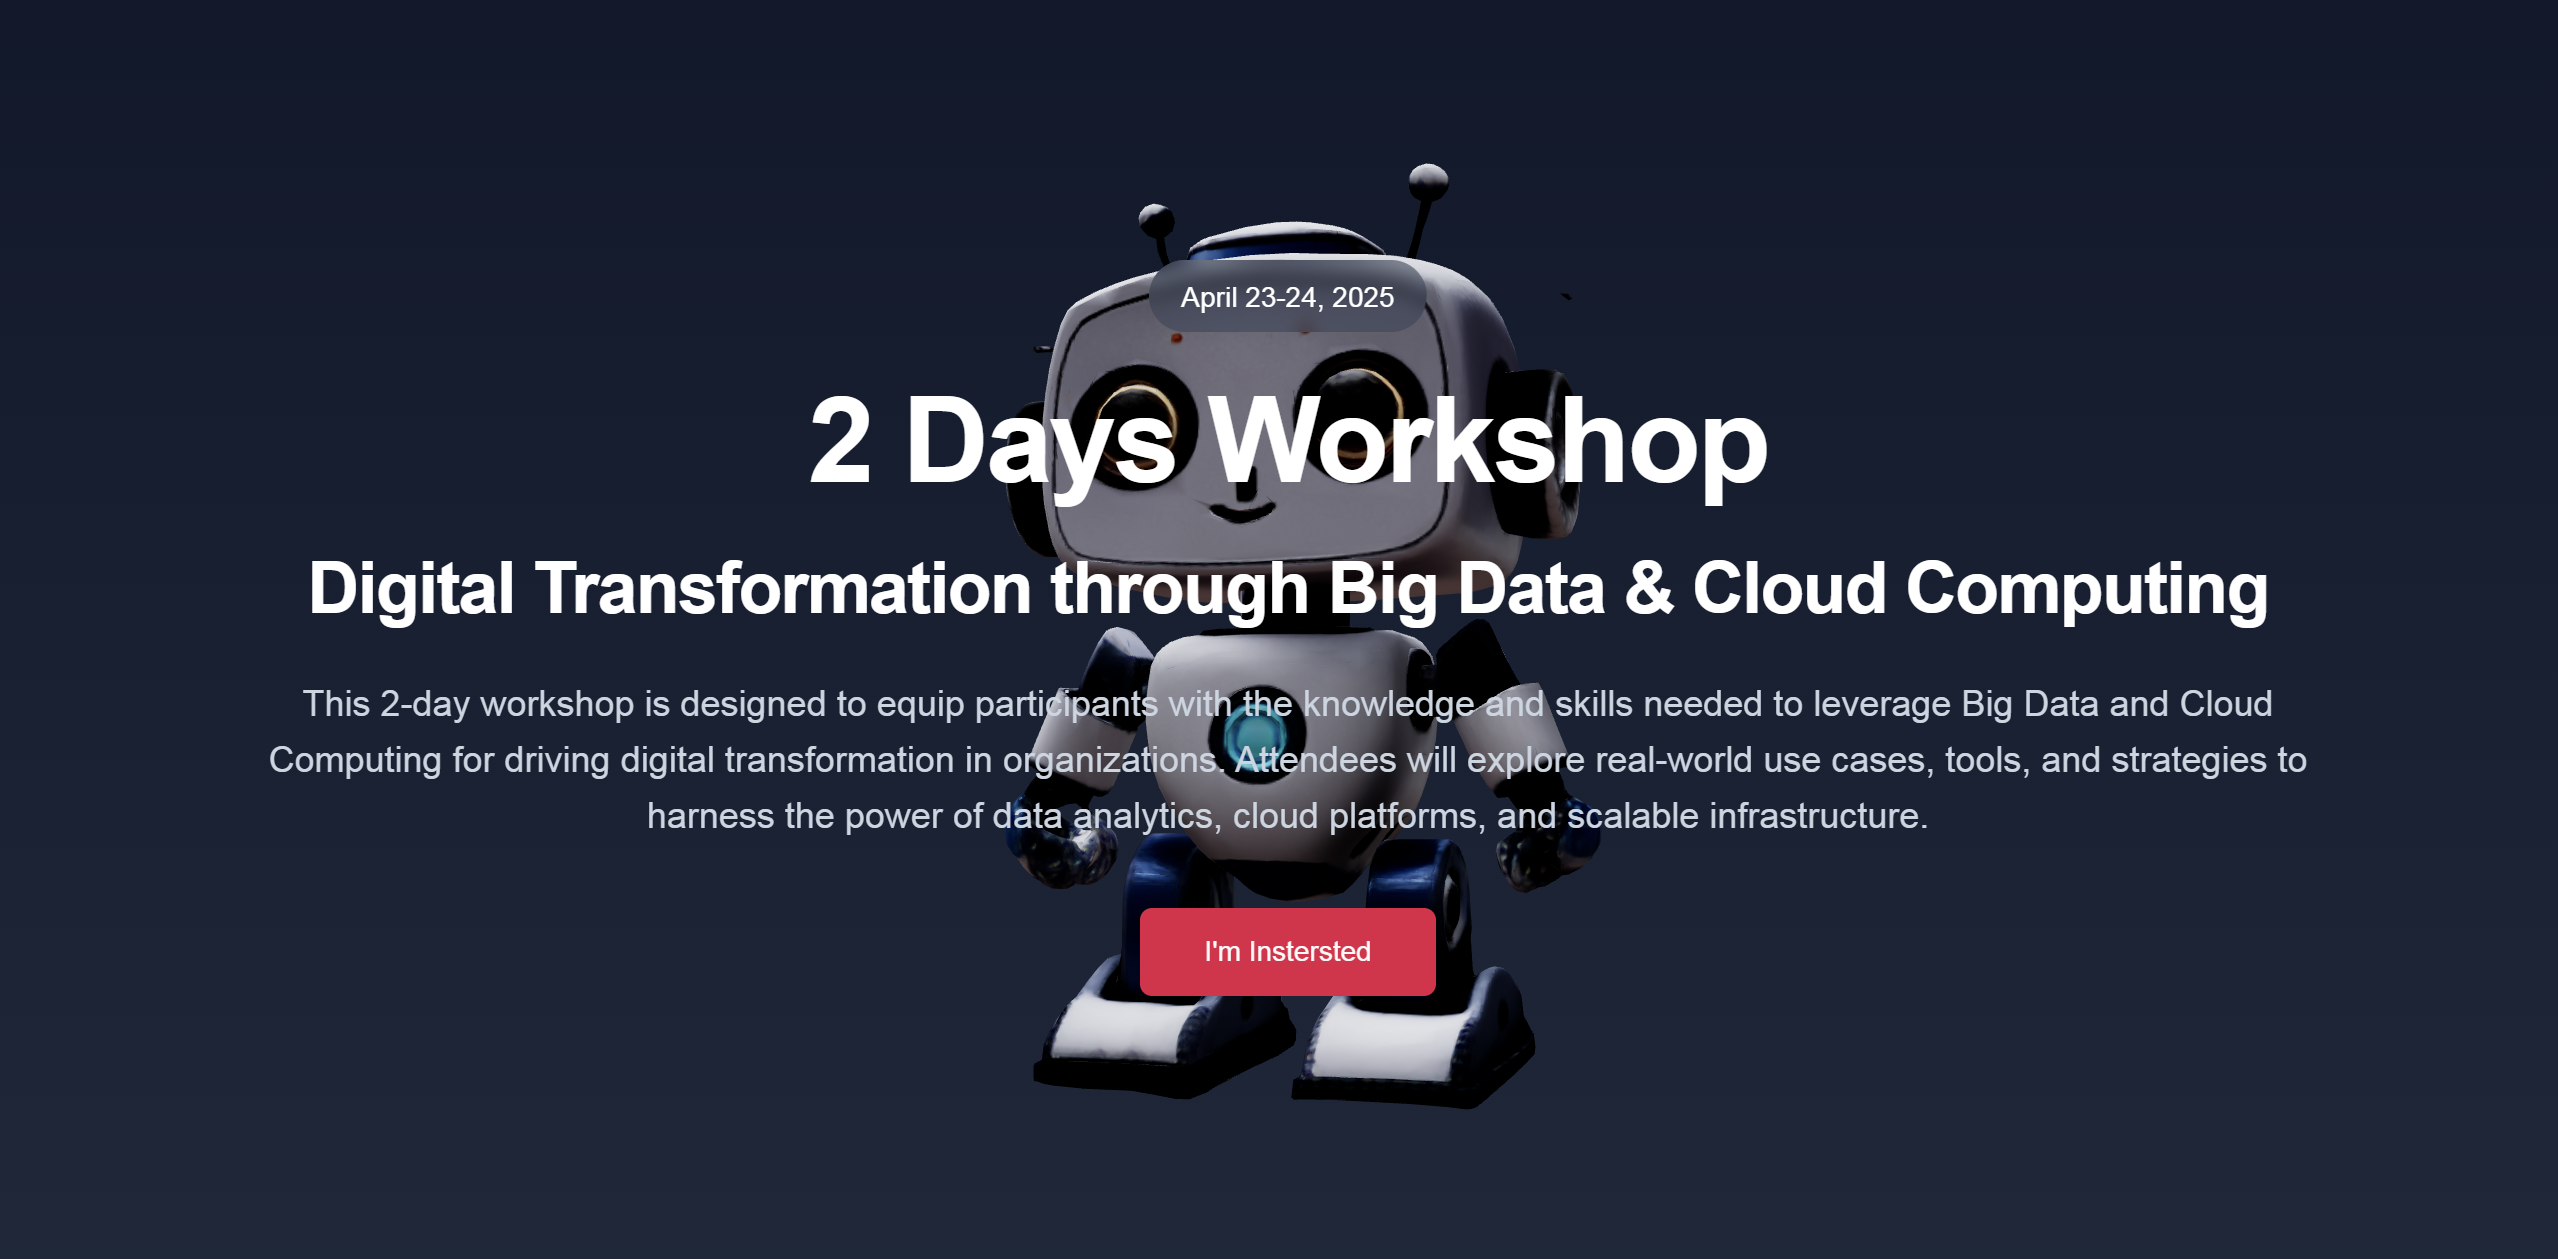 April 23-24, 2025
2 Days Workshop
Digital Transformation through Big Data & Cloud Computing
This 2-day workshop is designed to equip participants with the knowledge and skills needed to leverage Big Data and Cloud
Computing for driving digital transformation in organizations. Attendees will explore real-world use cases, tools, and strategies to
harness the power of data analytics, cloud platforms, and scalable infrastructure.
I'm Instersted